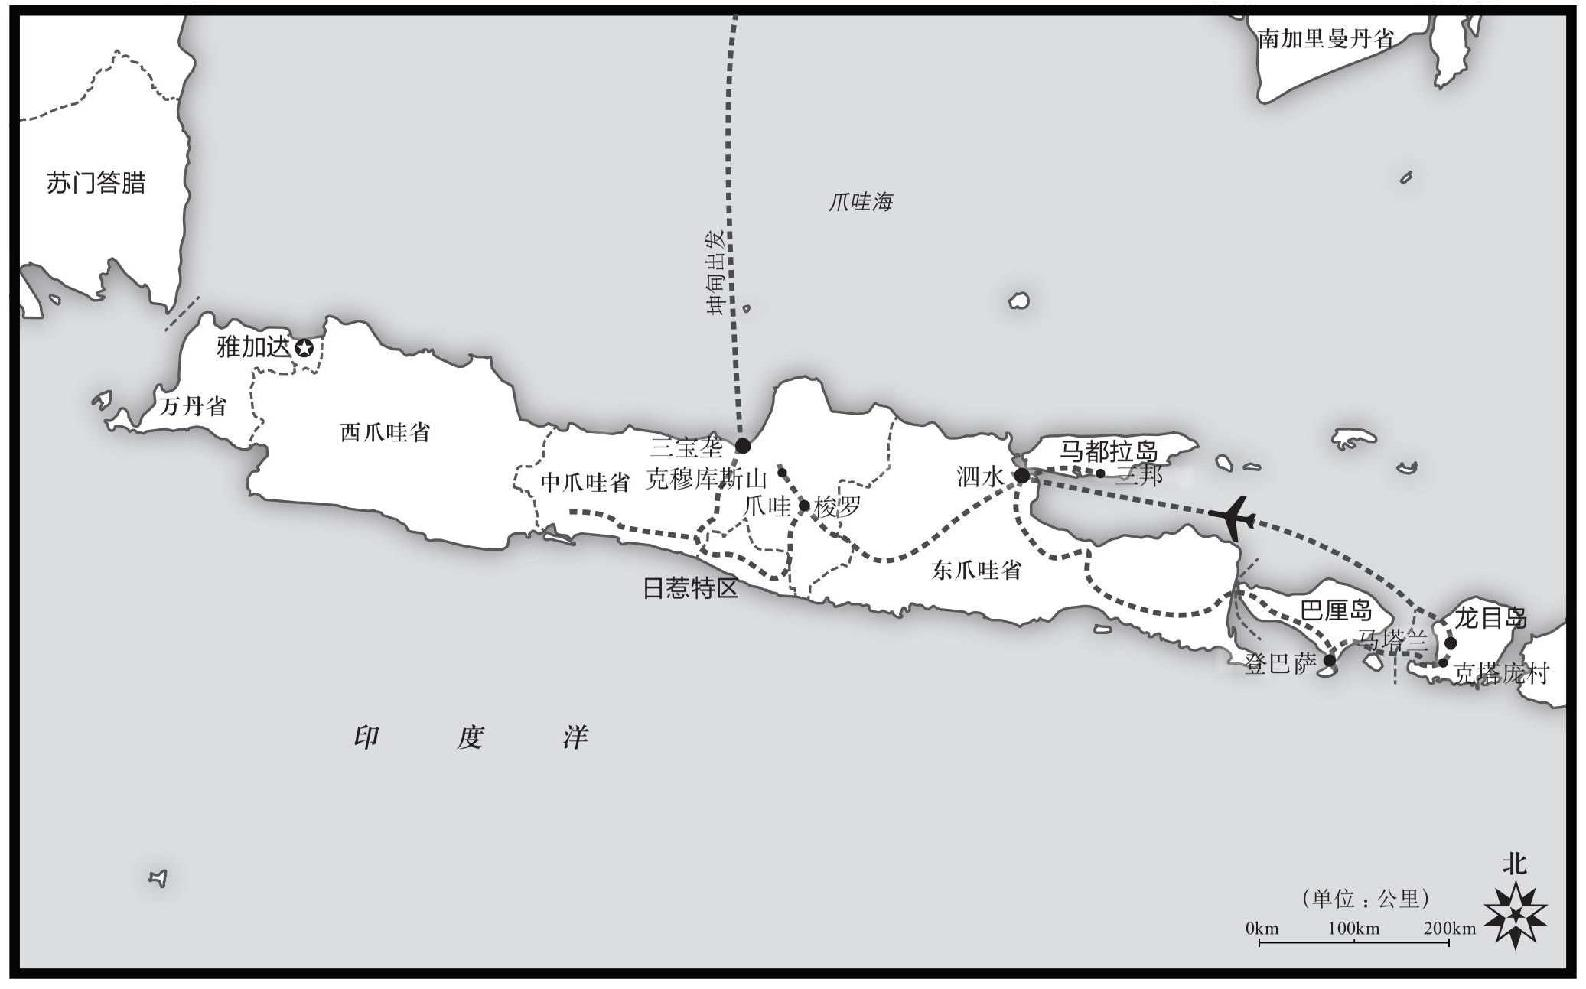 南加里曼丹省
苏门答腊
爪哇海
坤甸出发
雅加达
万丹省
西爪哇省
三宝垄
马都拉岛
中爪哇省
克穆库斯山
泗水
三邦
爪哇
梭罗
东爪哇省
日惹特区
巴厘岛
龙目岛
马塔兰
登巴萨
克塔庞村
印度洋
北
(单位：公里)
0km 100km 200km